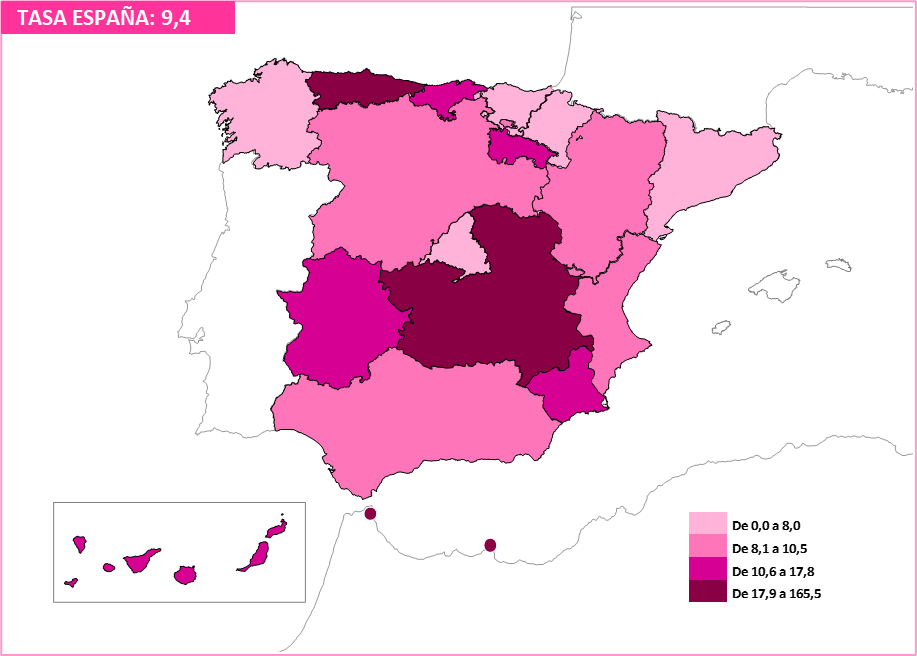 TASA ESPAÑA: 9,4
De 0,0 a 8,0
De 8,1 a 10,5
De 10,6 a 17,8
De 17,9 a 165,5